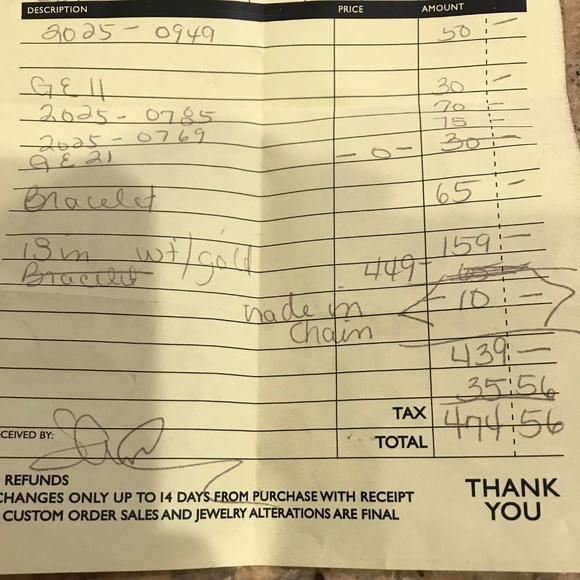 DESCRIPTION PRICE AMOUNT
2025 - 0949 50 -
GE 11 30 -
2025 - 0785 70 -
2025 - 0769 75 -
GE 21 - 0 - 30 -
Bracelet 65 -
18in wt/gold 159 -
Bracelet 449-
made in - 10 -
Chain
439 -
35 56
TAX 474 56
CEIVED BY: TOTAL
REFUNDS
CHANGES ONLY UP TO 14 DAYS FROM PURCHASE WITH RECEIPT
CUSTOM ORDER SALES AND JEWELRY ALTERATIONS ARE FINAL
THANK
YOU